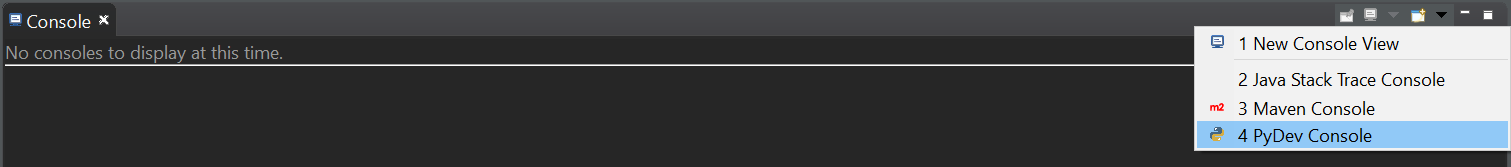 Console
No consoles to display at this time.
1 New Console View
2 Java Stack Trace Console
m2 3 Maven Console
4 PyDev Console